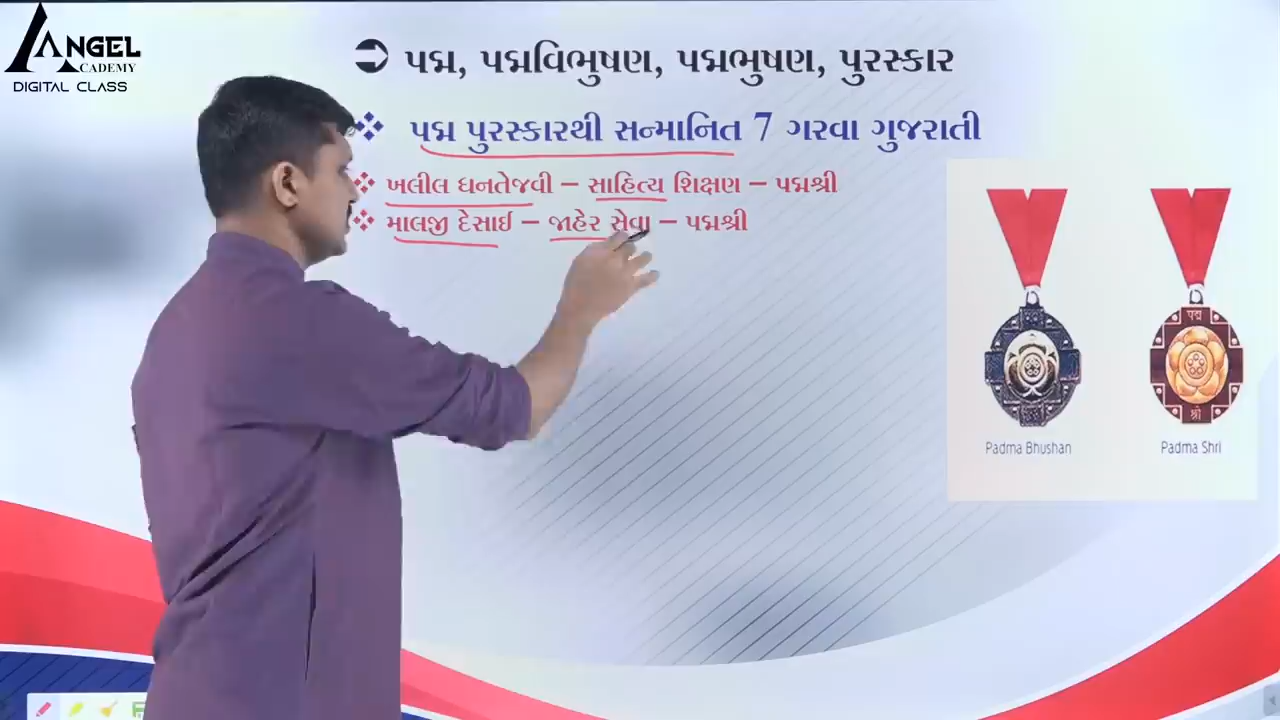 ANGEL
ACADEMY
DIGITAL CLASS
પદ્મ, પદ્મવિભુષણ, પદ્મભુષણ, પુરસ્કાર
પદ્મ પુરસ્કારથી સન્માનિત 7 ગરવા ગુજરાતી
ખલીલ ધનતેજવી – સાહિત્ય શિક્ષણ – પદ્મશ્રી
માલજી દેસાઈ – જાહેર સેવા – પદ્મશ્રી
पद्म
श्री
Padma Bhushan
Padma Shri